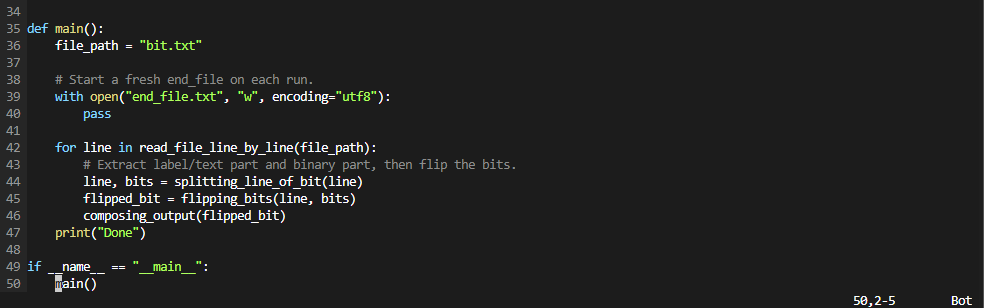 34
35 def main():
36     file_path = "bit.txt"
37
38     # Start a fresh end_file on each run.
39     with open("end_file.txt", "w", encoding="utf8"):
40         pass
41
42     for line in read_file_line_by_line(file_path):
43         # Extract label/text part and binary part, then flip the bits.
44         line, bits = splitting_line_of_bit(line)
45         flipped_bit = flipping_bits(line, bits)
46         composing_output(flipped_bit)
47     print("Done")
48
49 if __name__ == "__main__":
50     main()
50,2-5 Bot